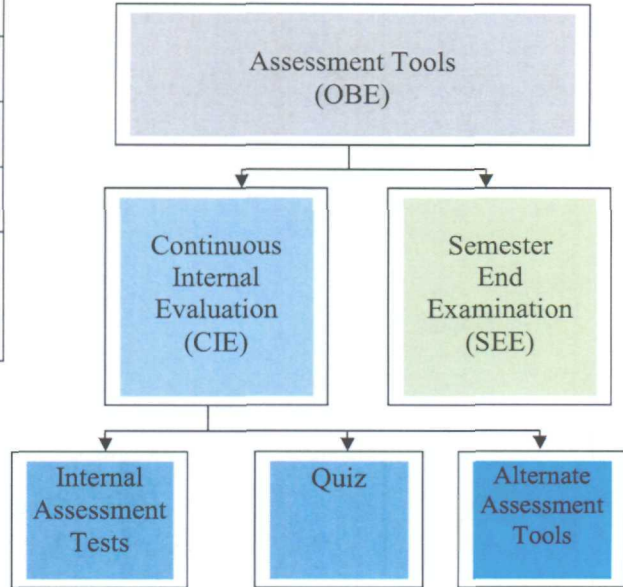 Assessment Tools
(OBE)
Continuous
Internal
Evaluation
(CIE)
Semester
End
Examination
(SEE)
Internal
Assessment
Tests
Quiz
Alternate
Assessment
Tools